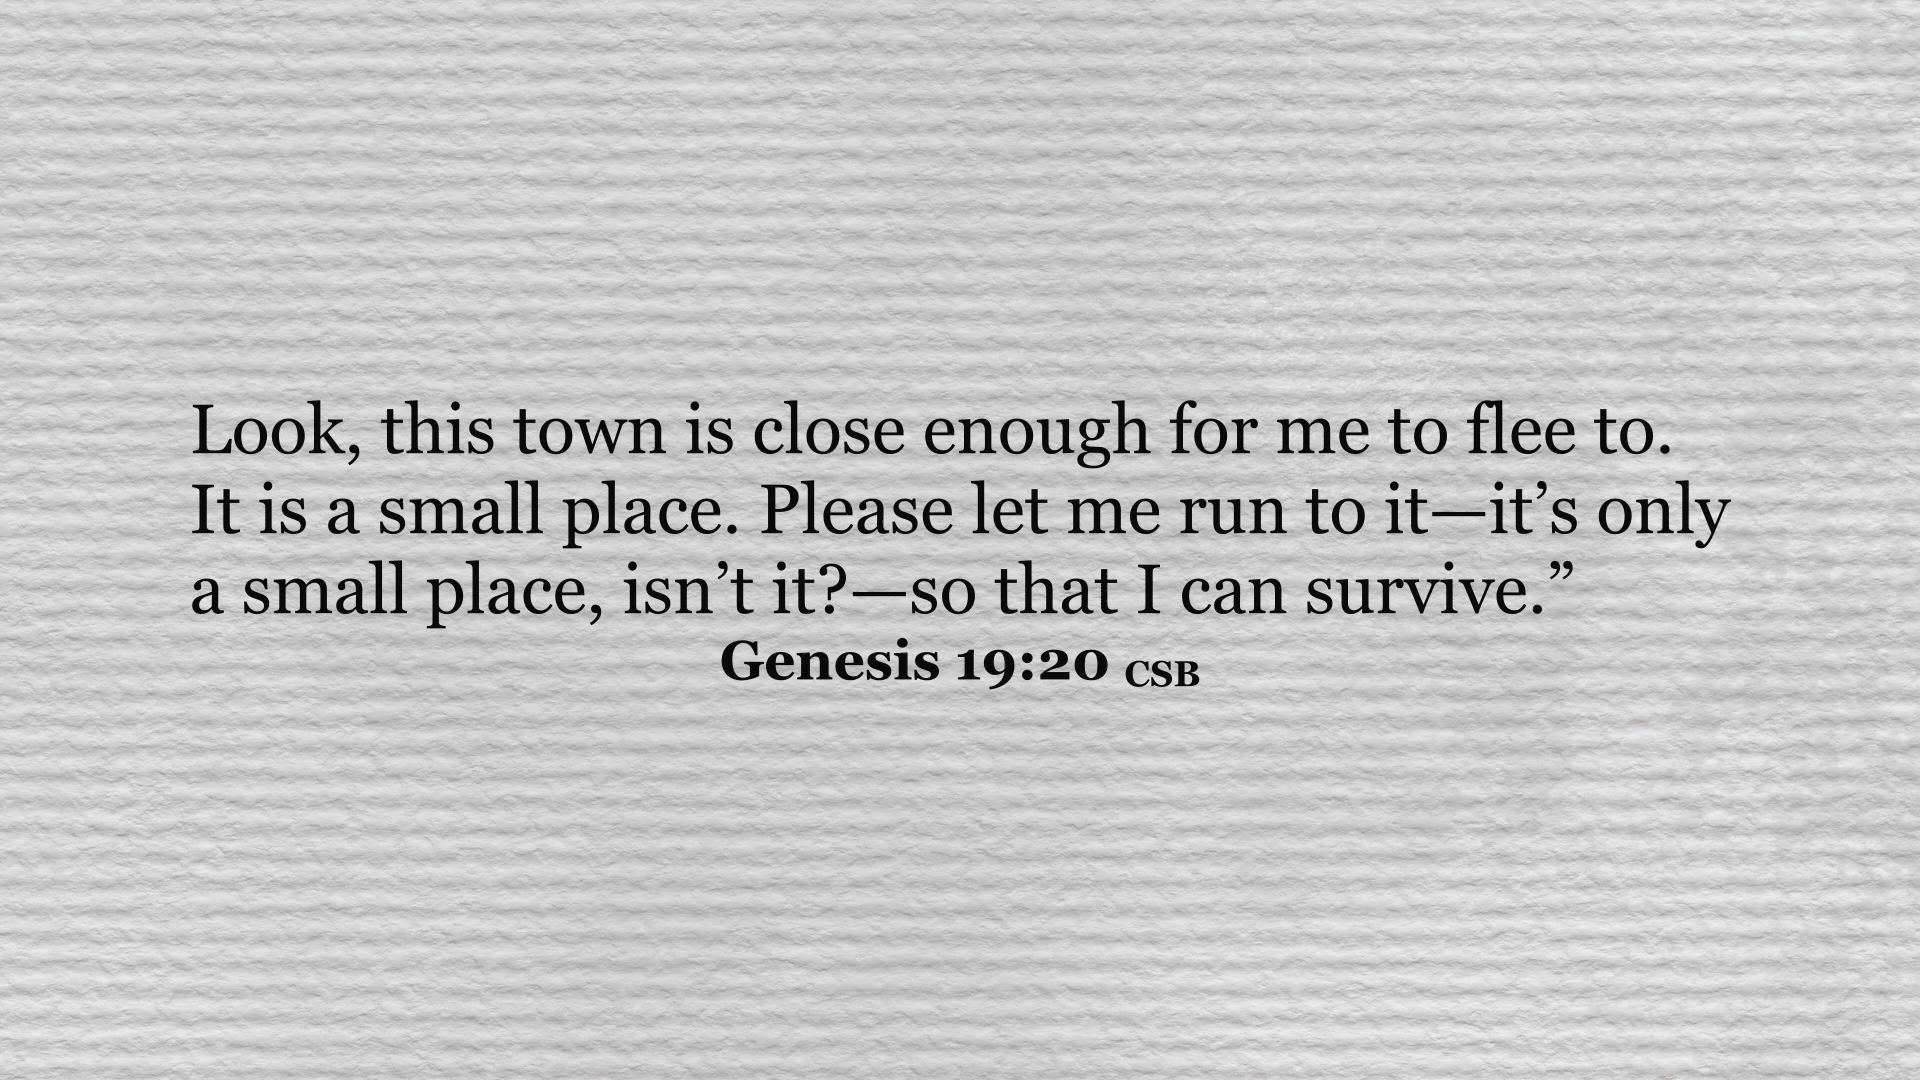 Look, this town is close enough for me to flee to.
It is a small place. Please let me run to it—it’s only
a small place, isn’t it?—so that I can survive.”
Genesis 19:20 CSB